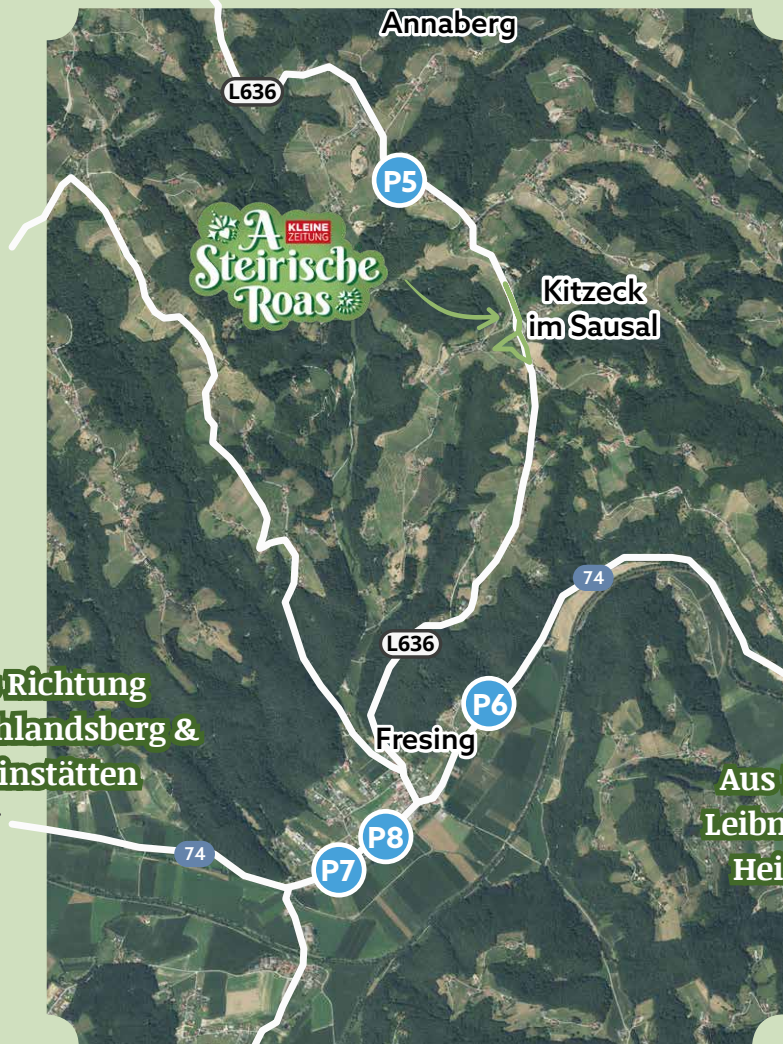 Annaberg
L636
P5
A
KLEINE
ZEITUNG
Steirische
Roas
Kitzeck
im Sausal
74
L636
Richtung
P6
hlandsberg &
Fresing
instätten
Aus
Leibn
P8
74
P7
Hei